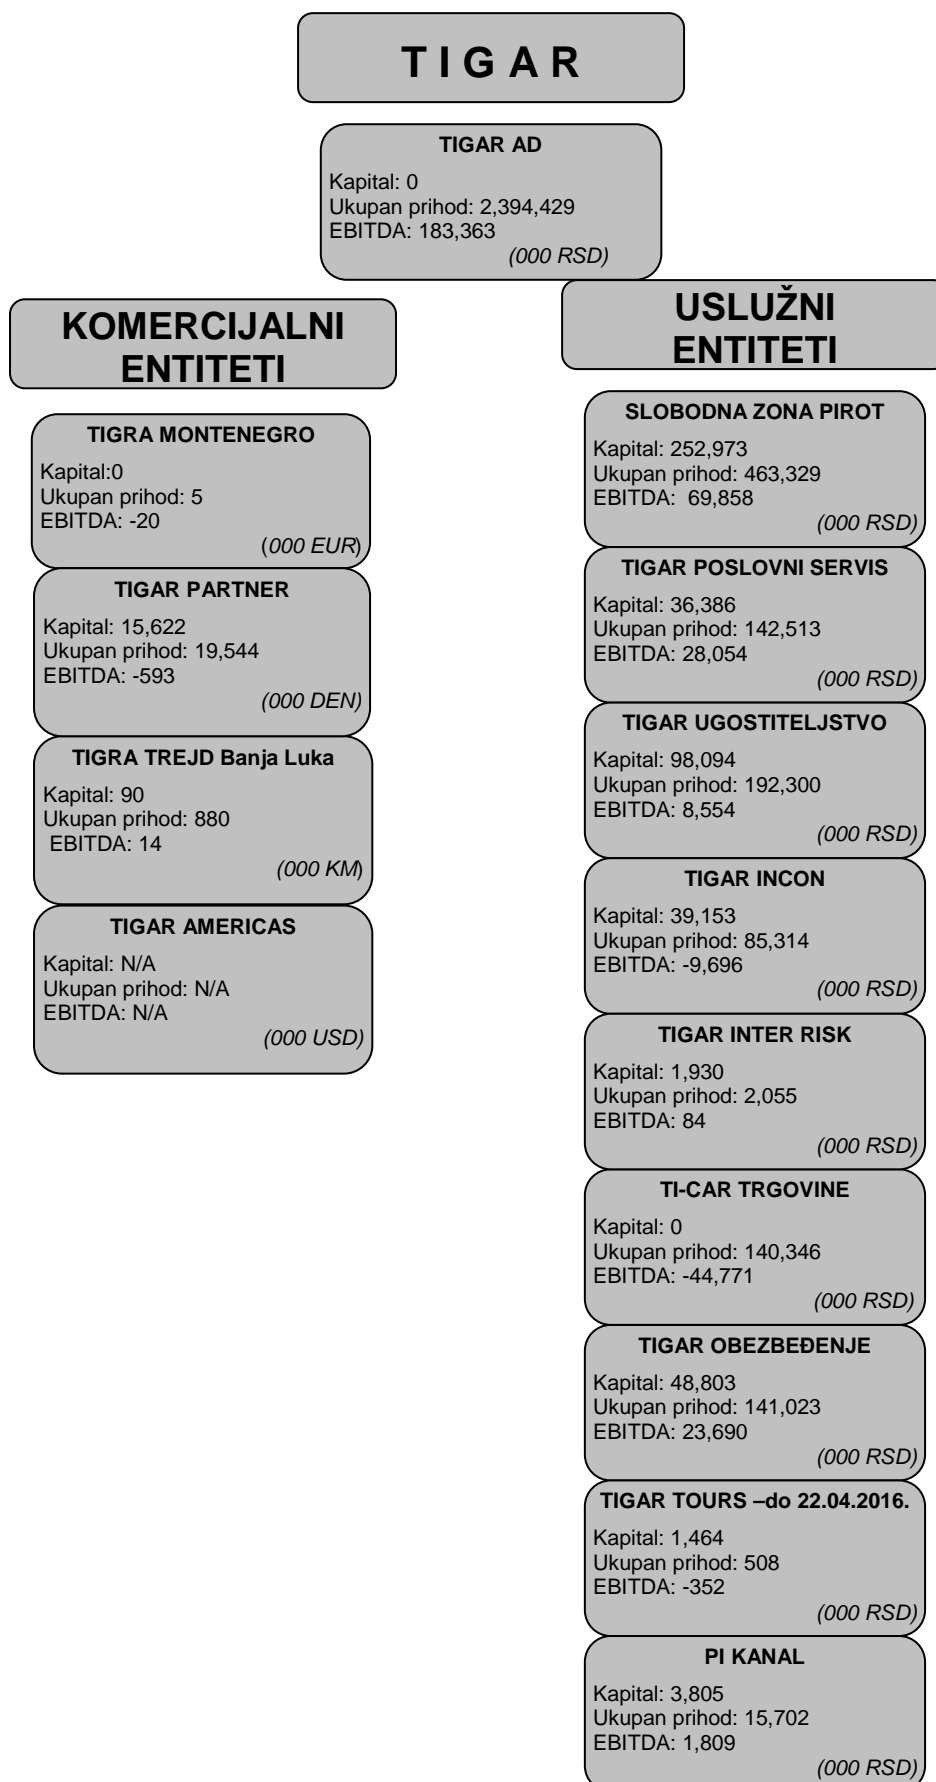 T I G A R
TIGAR AD
Kapital: 0
Ukupan prihod: 2,394,429
EBITDA: 183,363
(000 RSD)
KOMERCIJALNI
ENTITETI
TIGRA MONTENEGRO
Kapital:0
Ukupan prihod: 5
EBITDA: -20
(000 EUR)
TIGAR PARTNER
Kapital: 15,622
Ukupan prihod: 19,544
EBITDA: -593
(000 DEN)
TIGRA TREJD Banja Luka
Kapital: 90
Ukupan prihod: 880
EBITDA: 14
(000 KM)
TIGAR AMERICAS
Kapital: N/A
Ukupan prihod: N/A
EBITDA: N/A
(000 USD)
USLUŽNI
ENTITETI
SLOBODNA ZONA PIROT
Kapital: 252,973
Ukupan prihod: 463,329
EBITDA: 69,858
(000 RSD)
TIGAR POSLOVNI SERVIS
Kapital: 36,386
Ukupan prihod: 142,513
EBITDA: 28,054
(000 RSD)
TIGAR UGOSTITELJSTVO
Kapital: 98,094
Ukupan prihod: 192,300
EBITDA: 8,554
(000 RSD)
TIGAR INCON
Kapital: 39,153
Ukupan prihod: 85,314
EBITDA: -9,696
(000 RSD)
TIGAR INTER RISK
Kapital: 1,930
Ukupan prihod: 2,055
EBITDA: 84
(000 RSD)
TI-CAR TRGOVINE
Kapital: 0
Ukupan prihod: 140,346
EBITDA: -44,771
(000 RSD)
TIGAR OBEZBEĐENJE
Kapital: 48,803
Ukupan prihod: 141,023
EBITDA: 23,690
(000 RSD)
TIGAR TOURS –do 22.04.2016.
Kapital: 1,464
Ukupan prihod: 508
EBITDA: -352
(000 RSD)
PI KANAL
Kapital: 3,805
Ukupan prihod: 15,702
EBITDA: 1,809
(000 RSD)